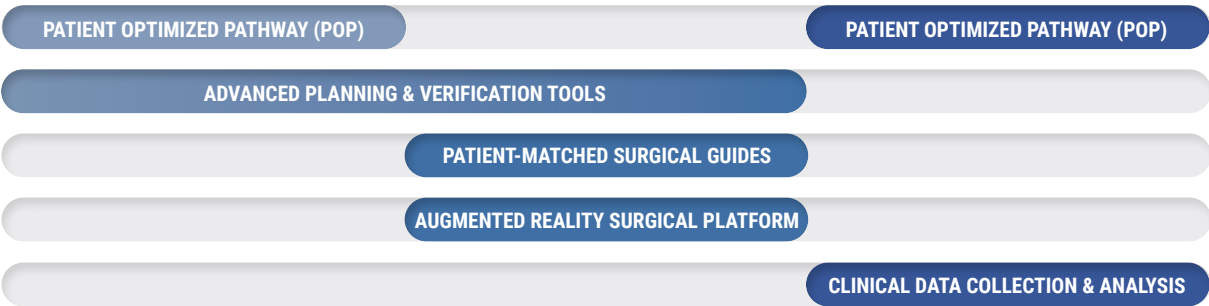 PATIENT OPTIMIZED PATHWAY (POP)
PATIENT OPTIMIZED PATHWAY (POP)
ADVANCED PLANNING & VERIFICATION TOOLS
PATIENT-MATCHED SURGICAL GUIDES
AUGMENTED REALITY SURGICAL PLATFORM
CLINICAL DATA COLLECTION & ANALYSIS